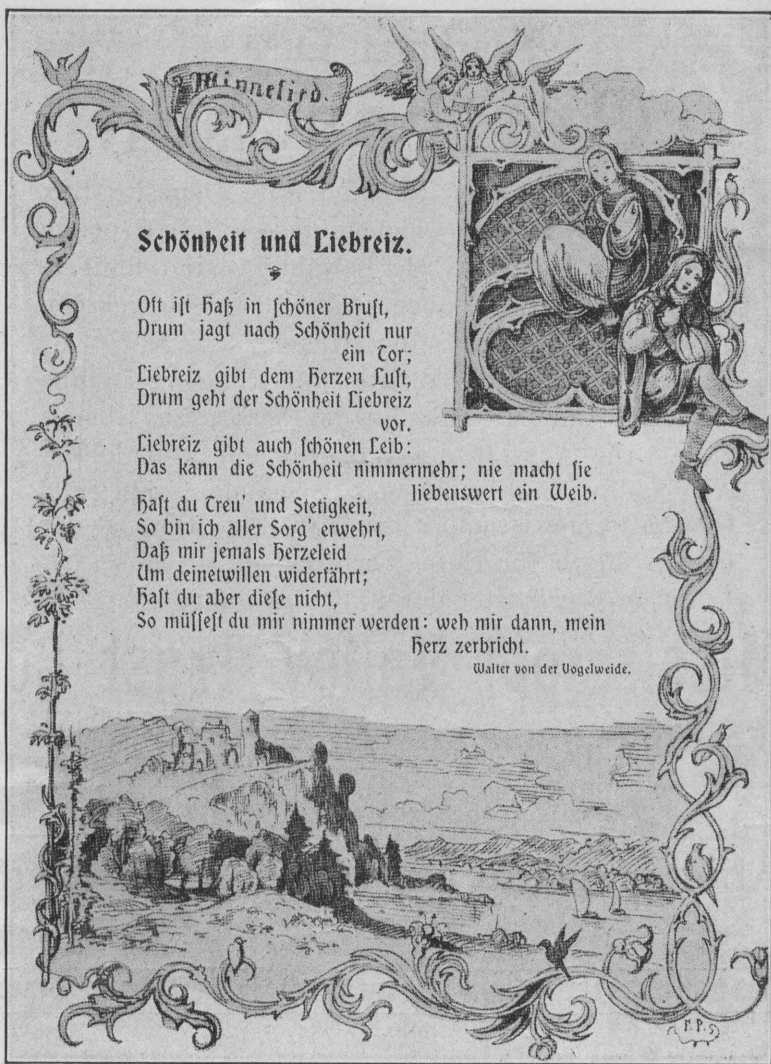 Minnelied.
Schönheit und Liebreiz.
Oft ist Haß in schöner Brust,
Drum jagt nach Schönheit nur
ein Tor;
Liebreiz gibt dem Herzen Lust,
Drum geht der Schönheit Liebreiz
vor.
Liebreiz gibt auch schönen Leib:
Das kann die Schönheit nimmermehr; nie macht sie
liebenswert ein Weib.
Hast du Treu' und Stetigkeit,
So bin ich aller Sorg' erwehrt,
Daß mir jemals Herzeleid
Um deinetwillen widerfährt;
Hast du aber diese nicht,
So müssest du mir nimmer werden: weh mir dann, mein
Herz zerbricht.
Walter von der Vogelweide.